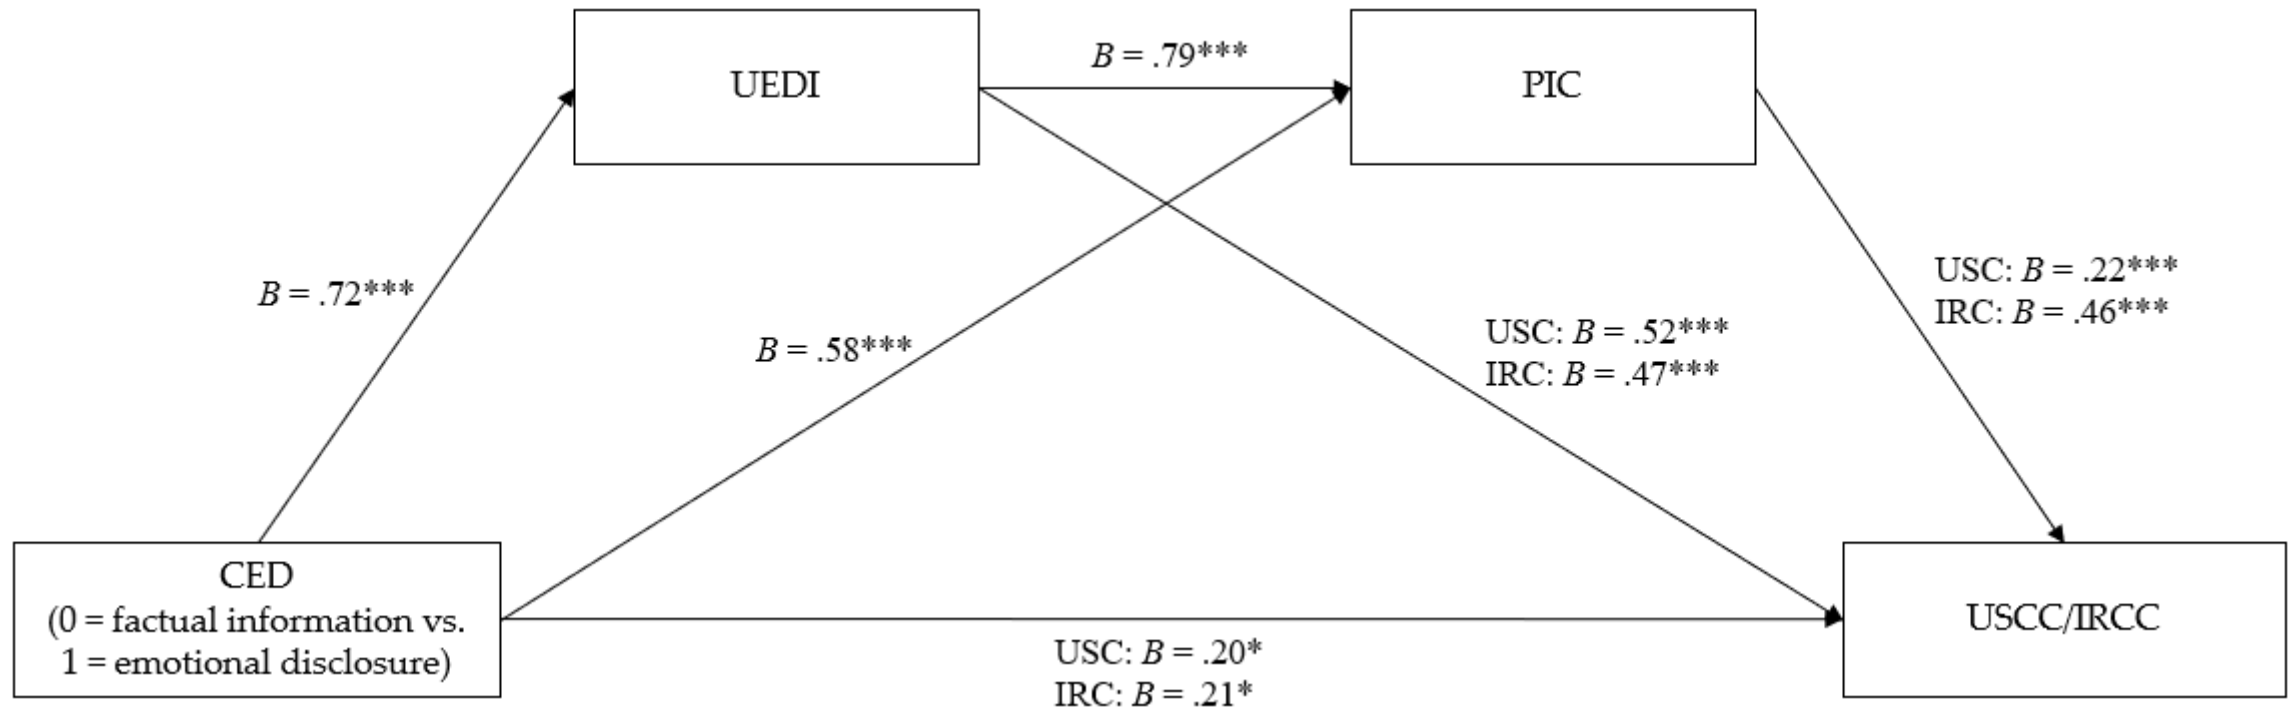 UEDI
B = .79***
PIC
B = .72***
B = .58***
USC: B = .52***
IRC: B = .47***
USC: B = .22***
IRC: B = .46***
CED
(0 = factual information vs.
1 = emotional disclosure)
USC: B = .20*
IRC: B = .21*
USCC/IRCC